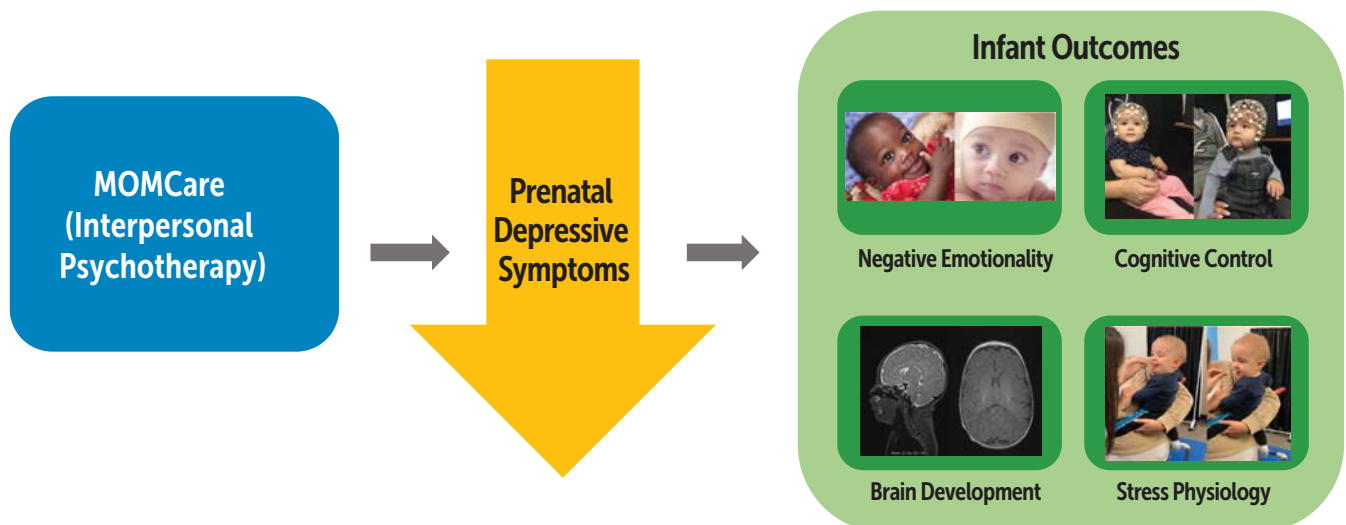 MOMCare
(Interpersonal
Psychotherapy)
Prenatal
Depressive
Symptoms
Infant Outcomes
Negative Emotionality
Cognitive Control
Brain Development
Stress Physiology